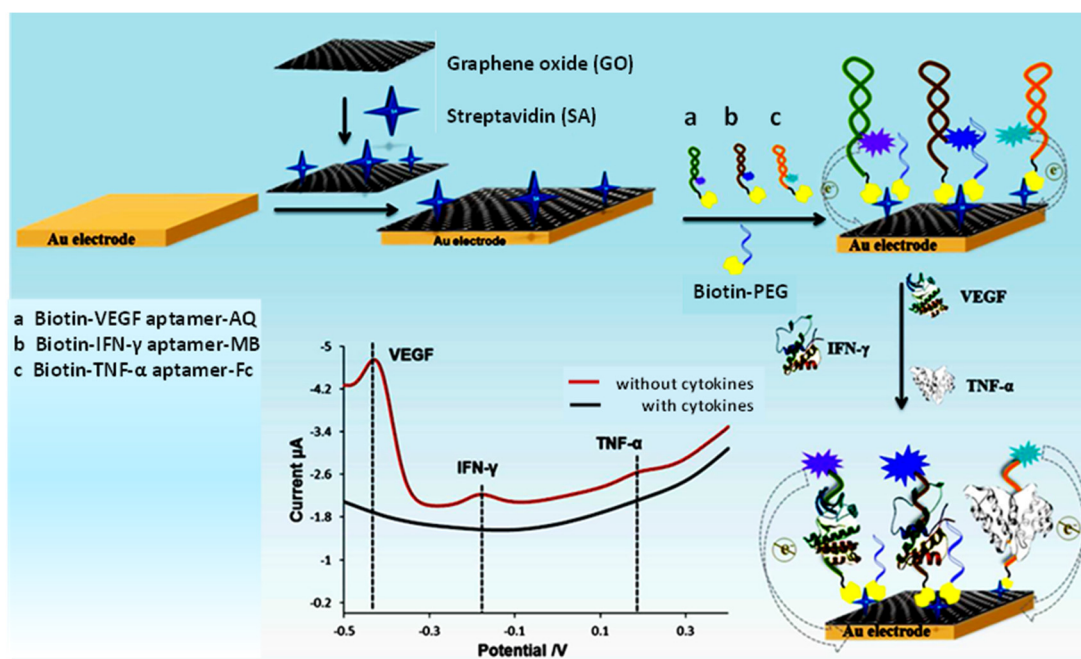 Graphene oxide (GO)
Streptavidin (SA)
Au electrode
Au electrode
a b c
Biotin-PEG
e
e
Au electrode
a Biotin-VEGF aptamer-AQ
b Biotin-IFN-γ aptamer-MB
c Biotin-TNF-α aptamer-Fc
VEGF
IFN-γ
TNF-α
VEGF
IFN-γ
TNF-α
without cytokines
with cytokines
Current µA
-5
-4.2
-3.4
-2.6
-1.8
-1
-0.2
-0.5 -0.3 -0.1 0.1 0.3
Potential /V
e
e
Au electrode